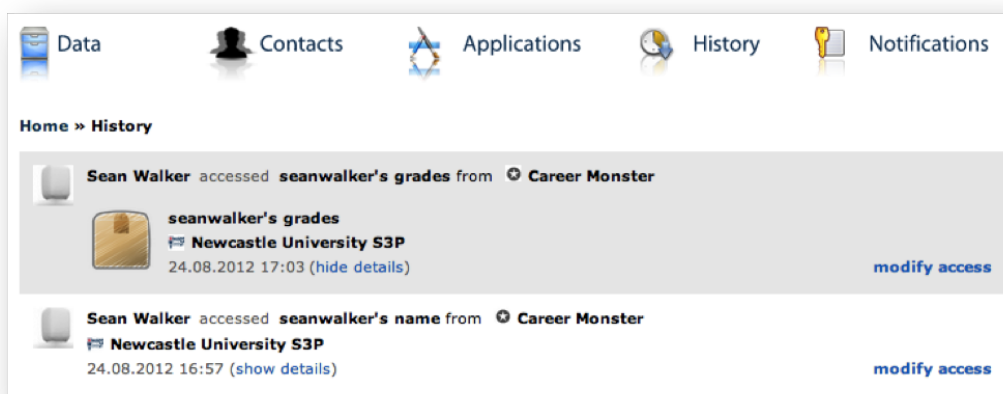 Data Contacts Applications History Notifications
Home » History
Sean Walker accessed seanwalker's grades from Career Monster
seanwalker's grades
Newcastle University S3P
24.08.2012 17:03 (hide details) modify access
Sean Walker accessed seanwalker's name from Career Monster
Newcastle University S3P
24.08.2012 16:57 (show details) modify access